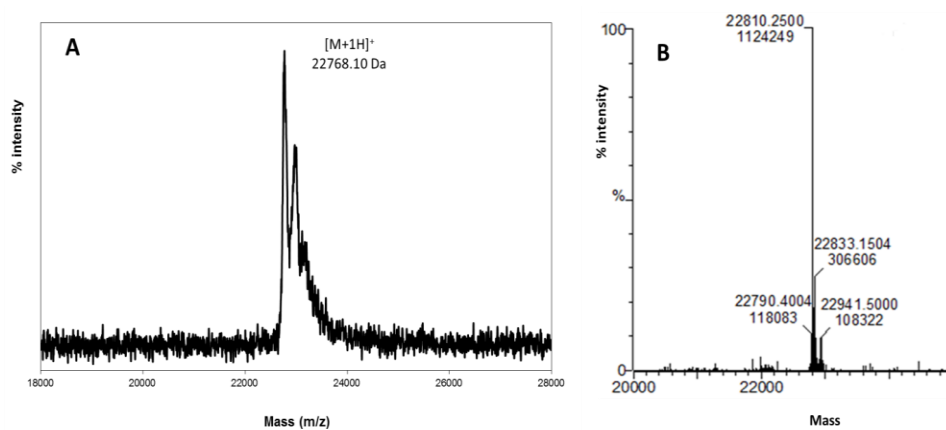 A
[M+1H]+
22768.10 Da
% intensity
18000 20000 22000 24000 26000 28000
Mass (m/z)
B
22810.2500
1124249
100
% intensity
%
22833.1504
306606
22790.4004 22941.5000
118083 108322
0
20000 22000
Mass